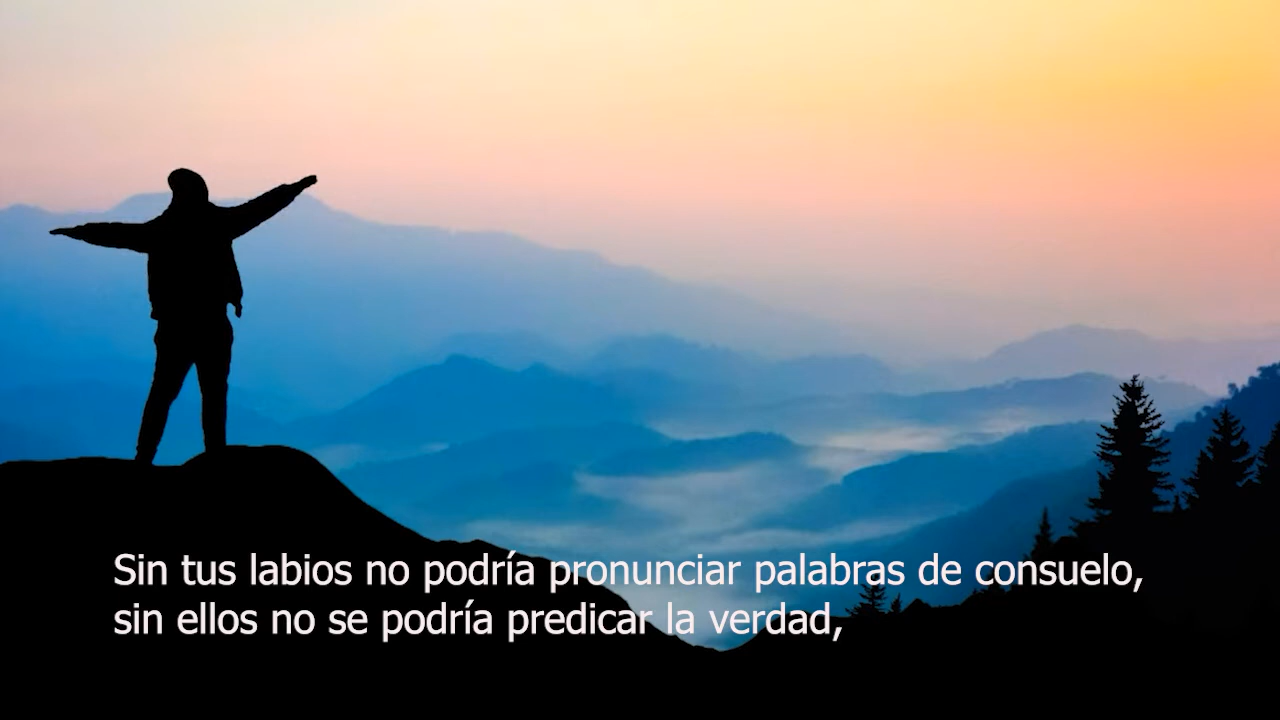 Sin tus labios no podría pronunciar palabras de consuelo,
sin ellos no se podría predicar la verdad,